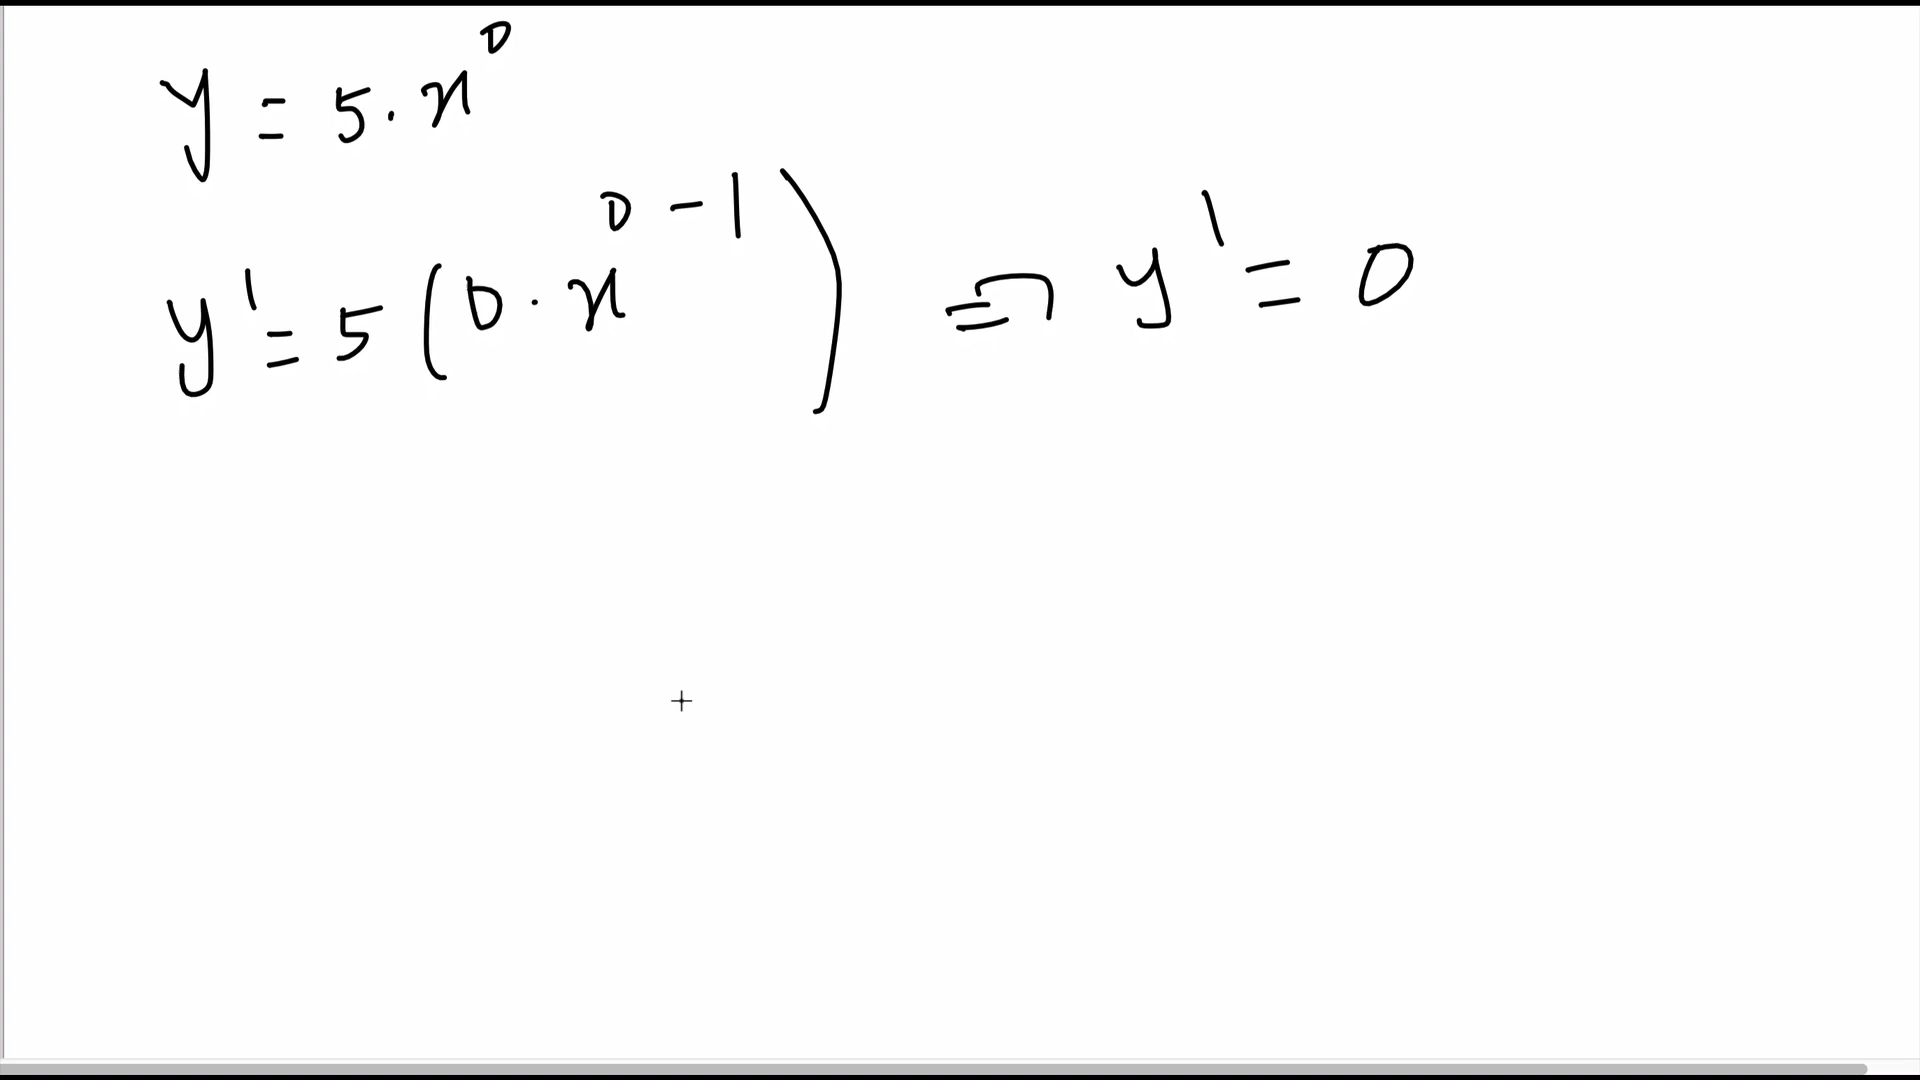 y = 5 · x⁰
y' = 5 (0 · x⁰⁻¹) ⇒ y' = 0